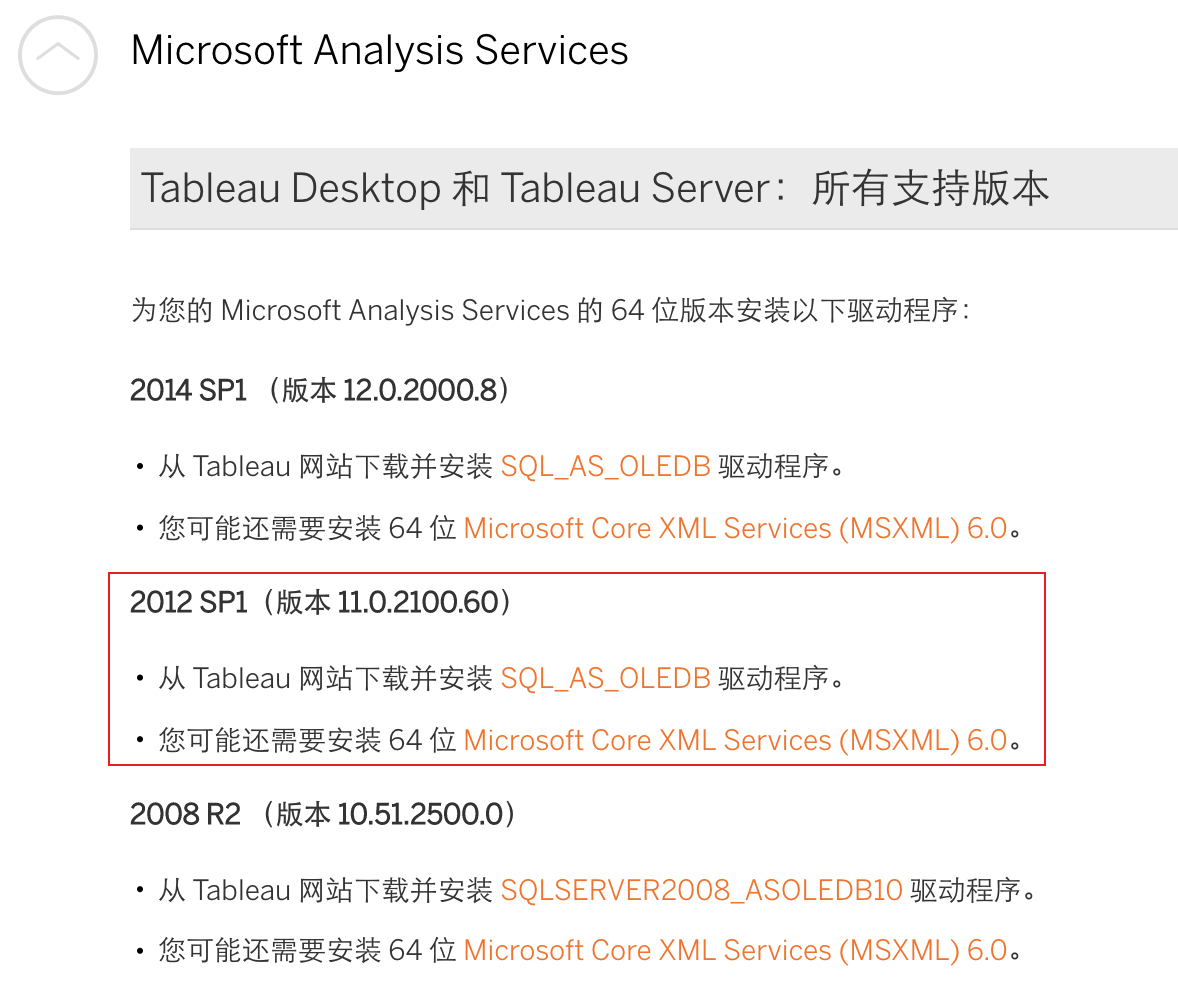 Microsoft Analysis Services
Tableau Desktop 和 Tableau Server：所有支持版本
为您的 Microsoft Analysis Services 的 64 位版本安装以下驱动程序：
2014 SP1 （版本 12.0.2000.8）
• 从 Tableau 网站下载并安装 SQL_AS_OLEDB 驱动程序。
• 您可能还需要安装 64 位 Microsoft Core XML Services (MSXML) 6.0。
2012 SP1（版本 11.0.2100.60）
• 从 Tableau 网站下载并安装 SQL_AS_OLEDB 驱动程序。
• 您可能还需要安装 64 位 Microsoft Core XML Services (MSXML) 6.0。
2008 R2 （版本 10.51.2500.0）
• 从 Tableau 网站下载并安装 SQLSERVER2008_ASOLEDB10 驱动程序。
• 您可能还需要安装 64 位 Microsoft Core XML Services (MSXML) 6.0。